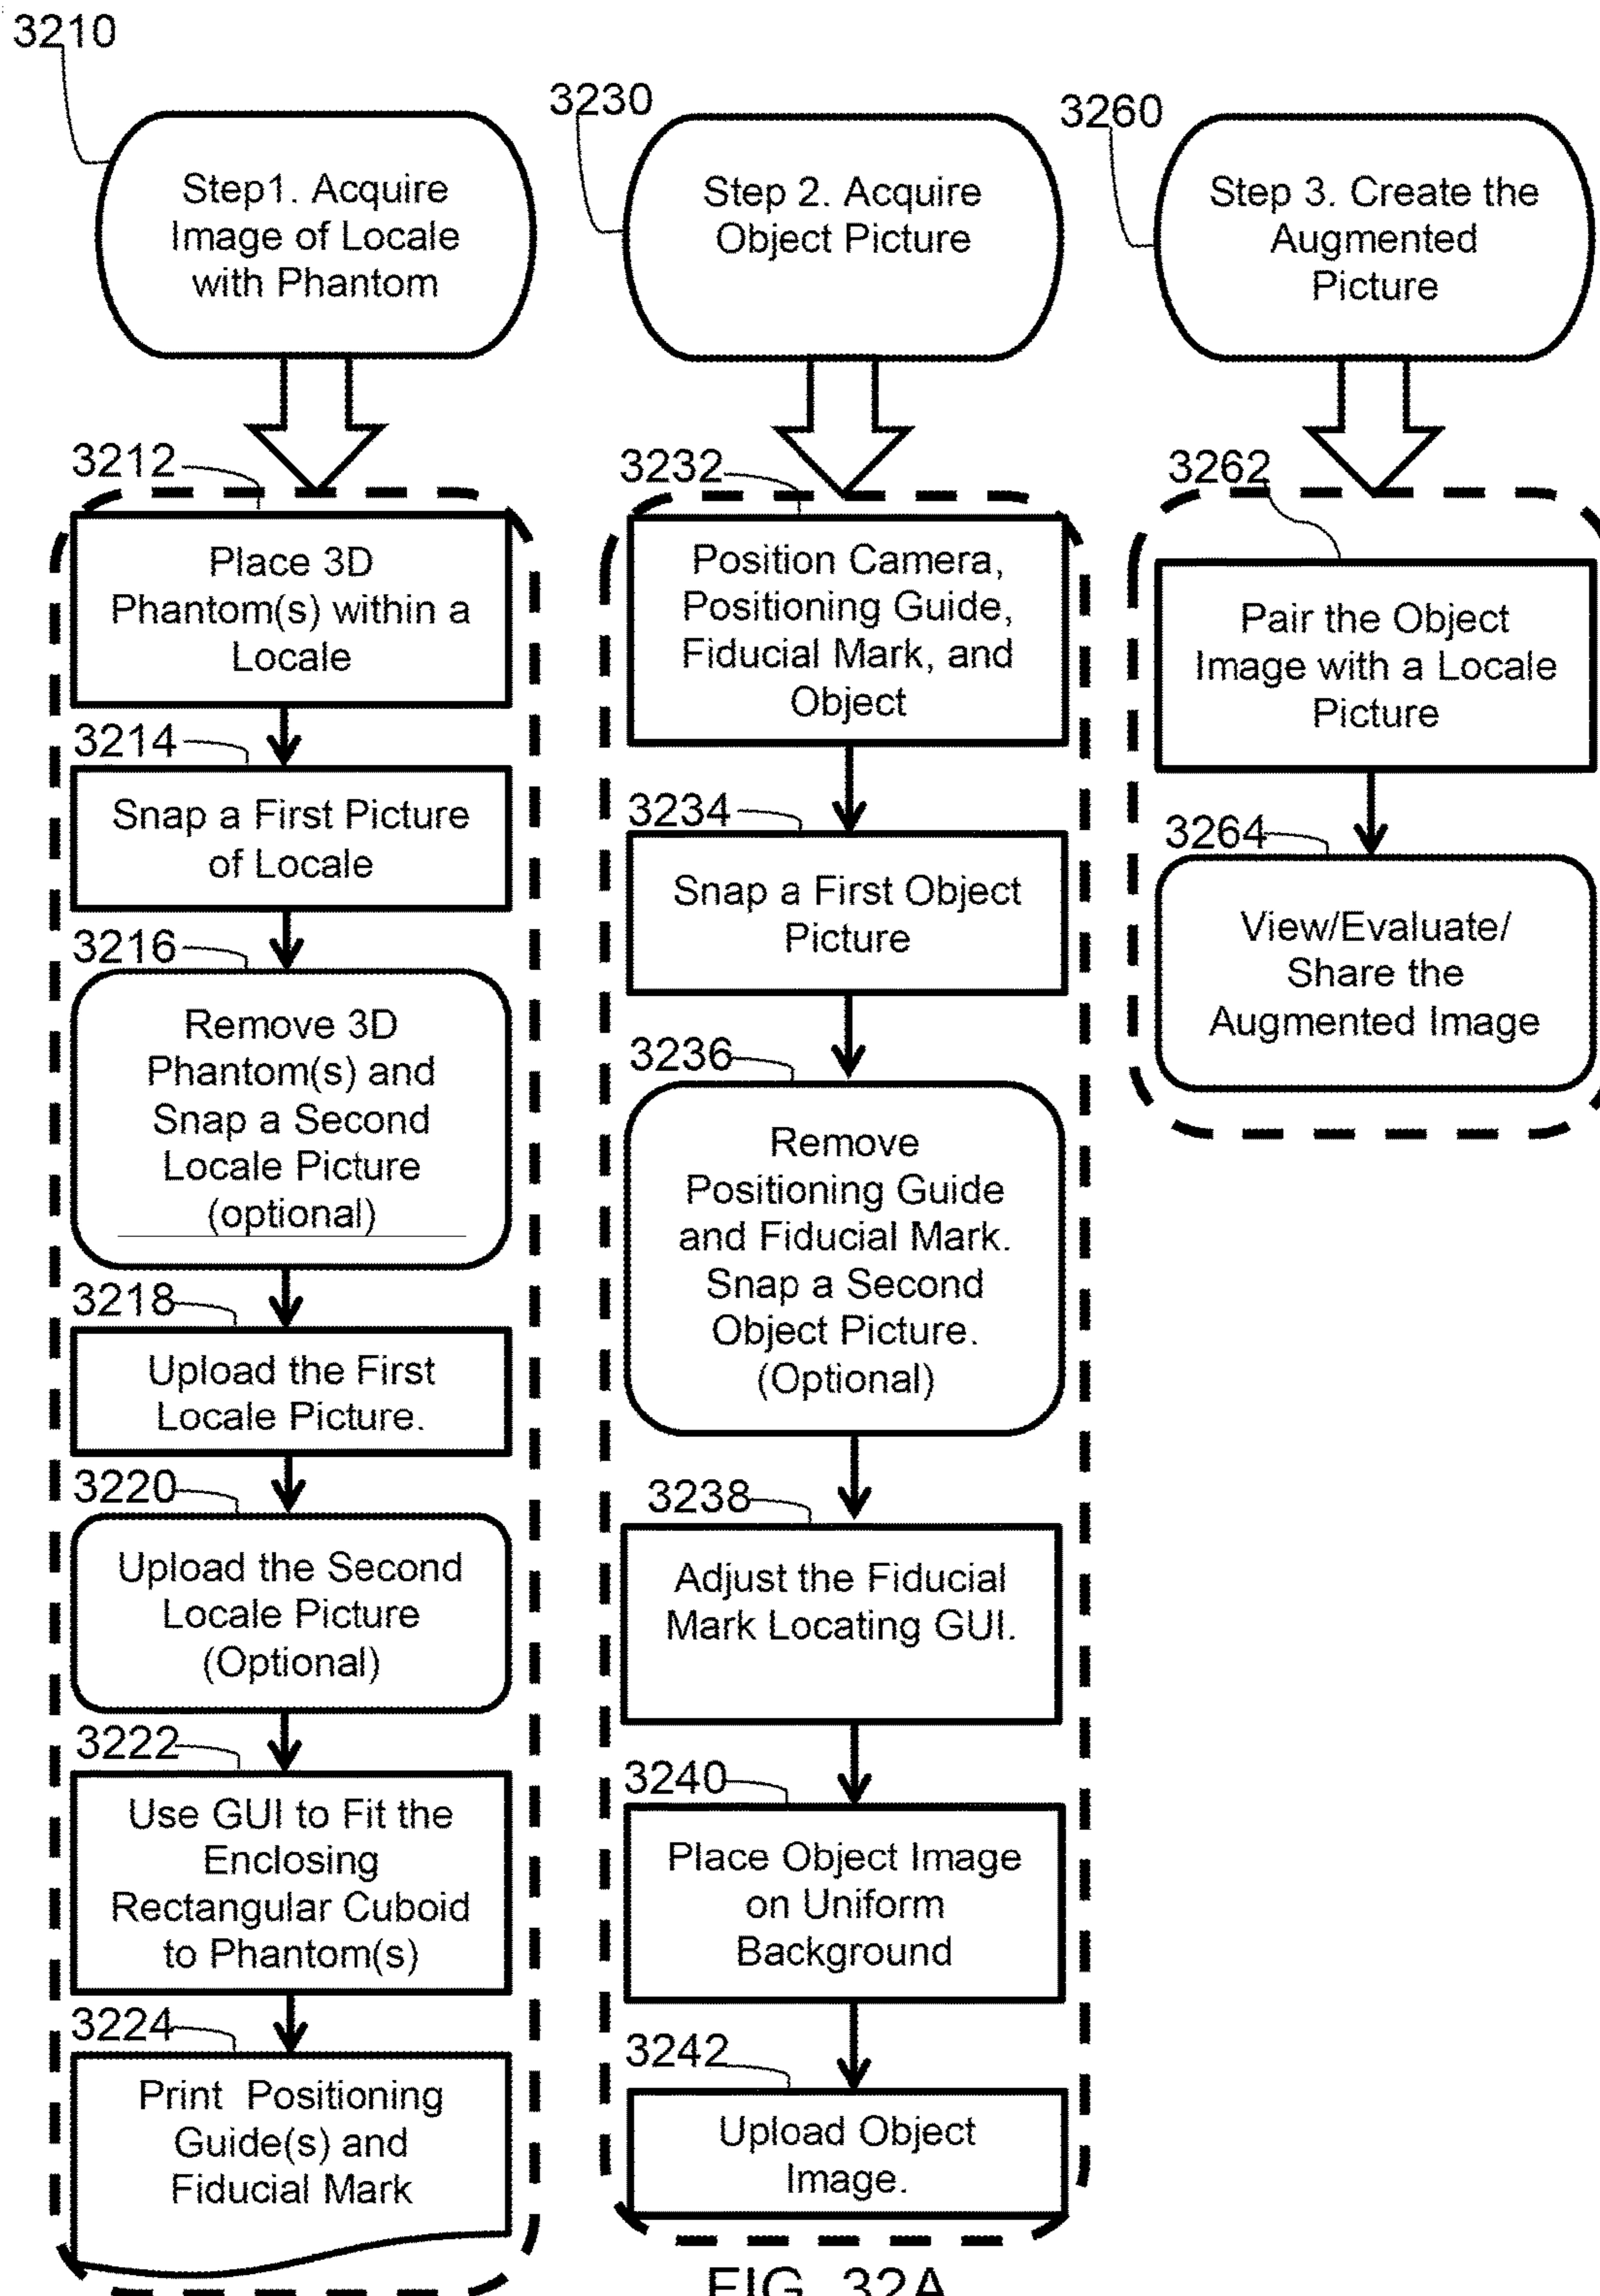 3210
Step1. Acquire
Image of Locale
with Phantom
3212
Place 3D
Phantom(s) within a
Locale
3214
Snap a First Picture
of Locale
3216
Remove 3D
Phantom(s) and
Snap a Second
Locale Picture
(optional)
3218
Upload the First
Locale Picture.
3220
Upload the Second
Locale Picture
(Optional)
3222
Use GUI to Fit the
Enclosing
Rectangular Cuboid
to Phantom(s)
3224
Print Positioning
Guide(s) and
Fiducial Mark
3230
Step 2. Acquire
Object Picture
3232
Position Camera,
Positioning Guide,
Fiducial Mark, and
Object
3234
Snap a First Object
Picture
3236
Remove
Positioning Guide
and Fiducial Mark.
Snap a Second
Object Picture.
(Optional)
3238
Adjust the Fiducial
Mark Locating GUI.
3240
Place Object Image
on Uniform
Background
3242
Upload Object
Image.
3260
Step 3. Create the
Augmented
Picture
3262
Pair the Object
Image with a Locale
Picture
3264
View/Evaluate/
Share the
Augmented Image
FIG. 32A